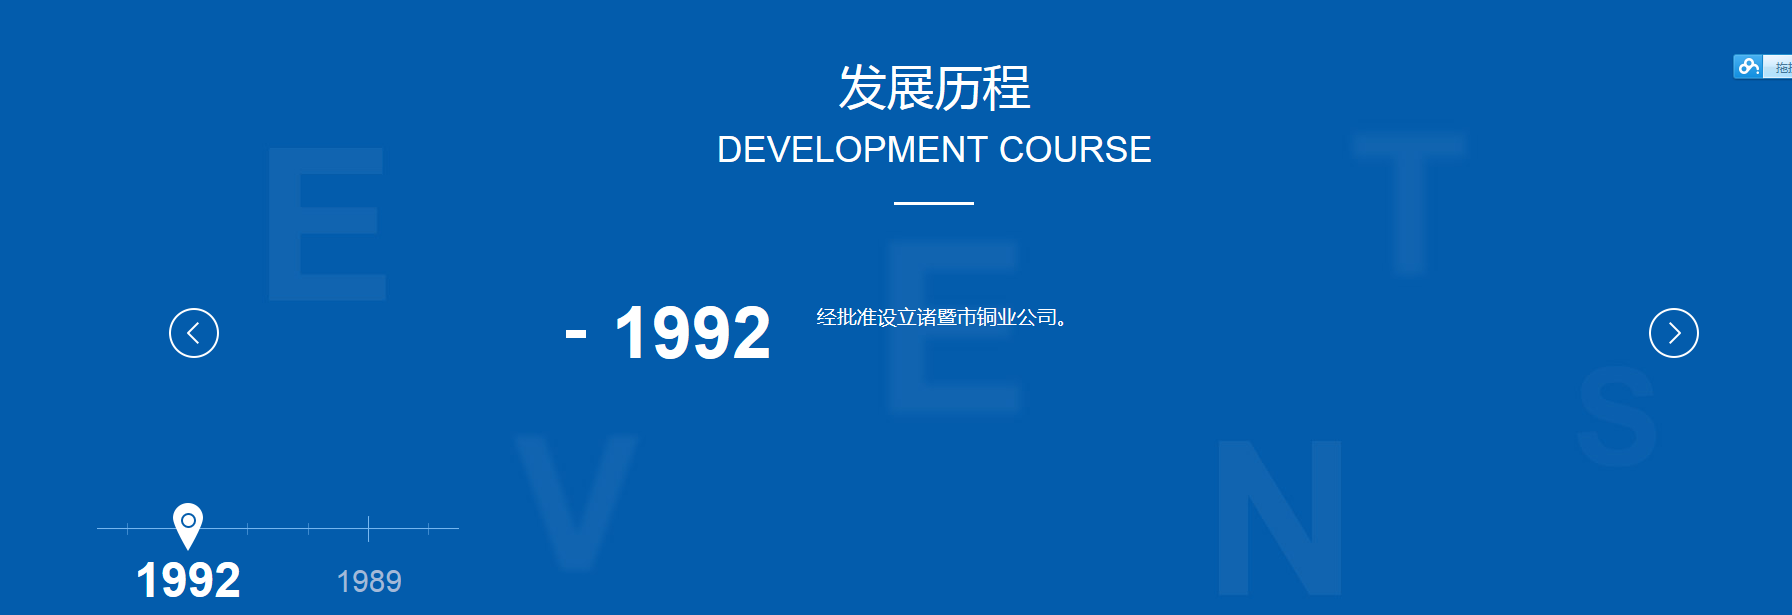 发展历程
DEVELOPMENT COURSE
- 1992
经批准设立诸暨市铜业公司。
E
V
E
N
T
S
1992
1989